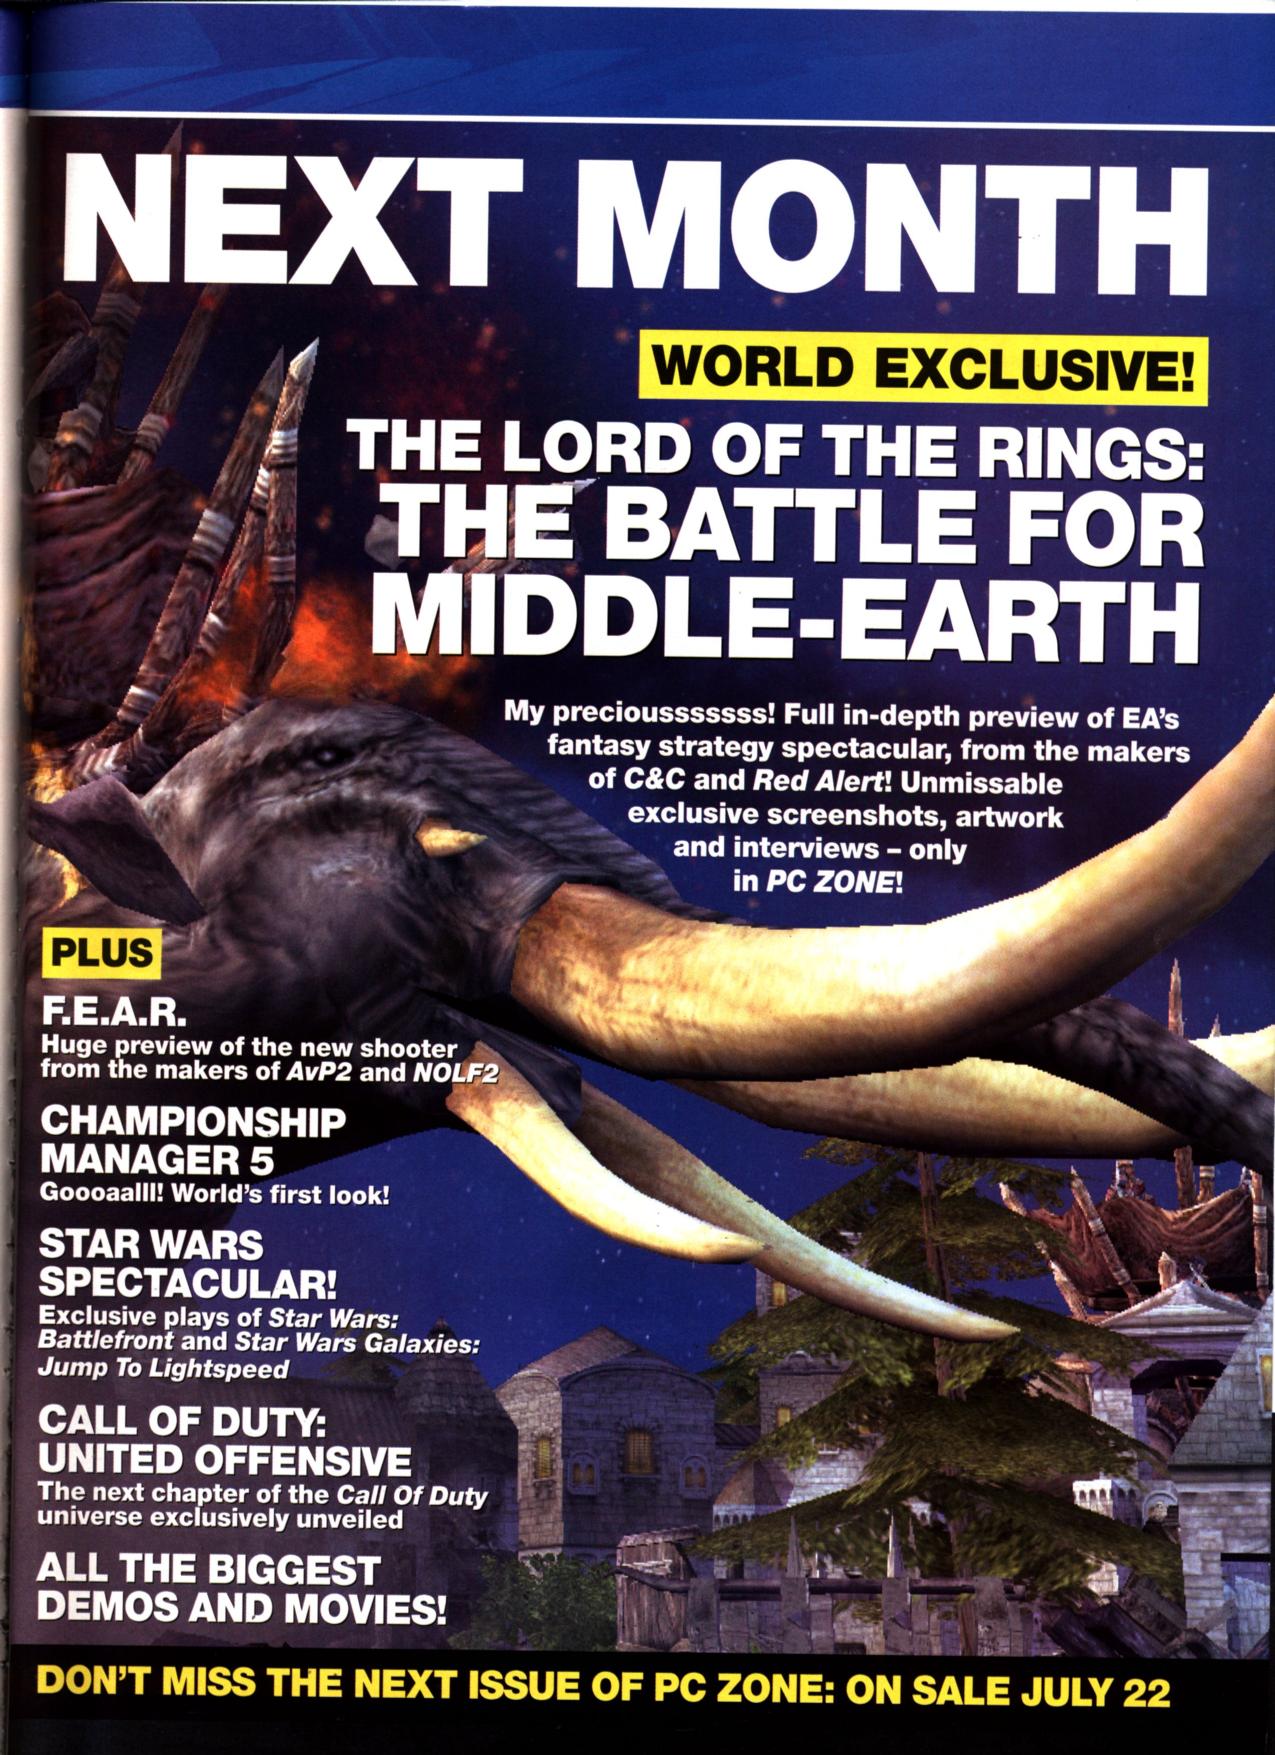 NEXT MONTH
WORLD EXCLUSIVE!
THE LORD OF THE RINGS:
THE BATTLE FOR
MIDDLE-EARTH
My precioussssss! Full in-depth preview of EA's
fantasy strategy spectacular, from the makers
of C&C and Red Alert! Unmissable
exclusive screenshots, artwork
and interviews – only
in PC ZONE!
PLUS
F.E.A.R.
Huge preview of the new shooter
from the makers of AvP2 and NOLF2
CHAMPIONSHIP
MANAGER 5
Goooaalll! World's first look!
STAR WARS
SPECTACULAR!
Exclusive plays of Star Wars:
Battlefront and Star Wars Galaxies:
Jump To Lightspeed
CALL OF DUTY:
UNITED OFFENSIVE
The next chapter of the Call Of Duty
universe exclusively unveiled
ALL THE BIGGEST
DEMOS AND MOVIES!
DON'T MISS THE NEXT ISSUE OF PC ZONE: ON SALE JULY 22